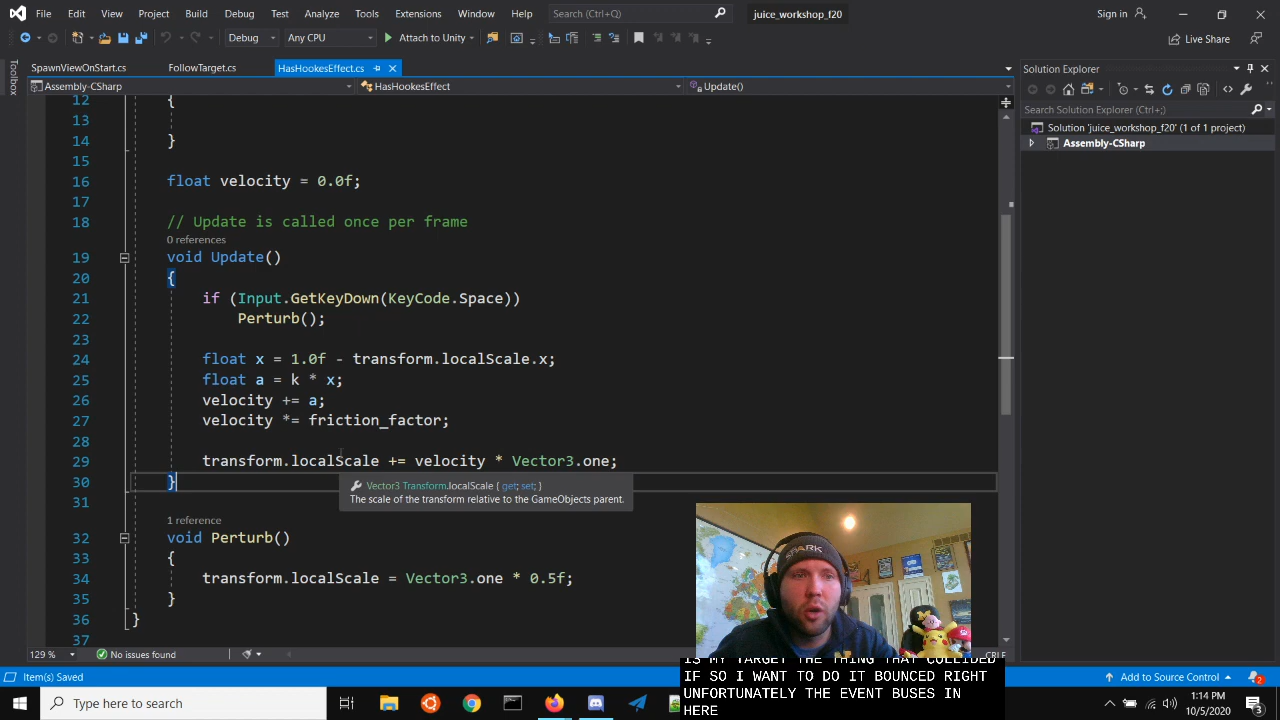 File Edit View Project Build Debug Test Analyze Tools Extensions Window Help Search (Ctrl+Q) juice_workshop_f20 Sign in
Debug Any CPU Attach to Unity Live Share
SpawnViewOnStart.cs FollowTarget.cs HasHookesEffect.cs
Assembly-CSharp HasHookesEffect Update()
Toolbox
12 {
13
14 }
15
16 float velocity = 0.0f;
17
18 // Update is called once per frame
0 references
19 void Update()
20 {
21 if (Input.GetKeyDown(KeyCode.Space))
22 Perturb();
23
24 float x = 1.0f - transform.localScale.x;
25 float a = k * x;
26 velocity += a;
27 velocity *= friction_factor;
28
29 transform.localScale += velocity * Vector3.one;
30 }
Vector3 Transform.localScale { get; set; }
The scale of the transform relative to the GameObjects parent.
31
1 reference
32 void Perturb()
33 {
34 transform.localScale = Vector3.one * 0.5f;
35 }
36 }
37
129 % No issues found CRLF
Solution Explorer
Search Solution Explorer (Ctrl+;)
Solution 'juice_workshop_f20' (1 of 1 project)
Assembly-CSharp
SPARK
IS MY TARGET THE THING THAT COLLIDED
IF SO I WANT TO DO IT BOUNCED RIGHT
UNFORTUNATELY THE EVENT BUSES IN
HERE
Item(s) Saved Add to Source Control 2
Type here to search 1:14 PM
10/5/2020 3